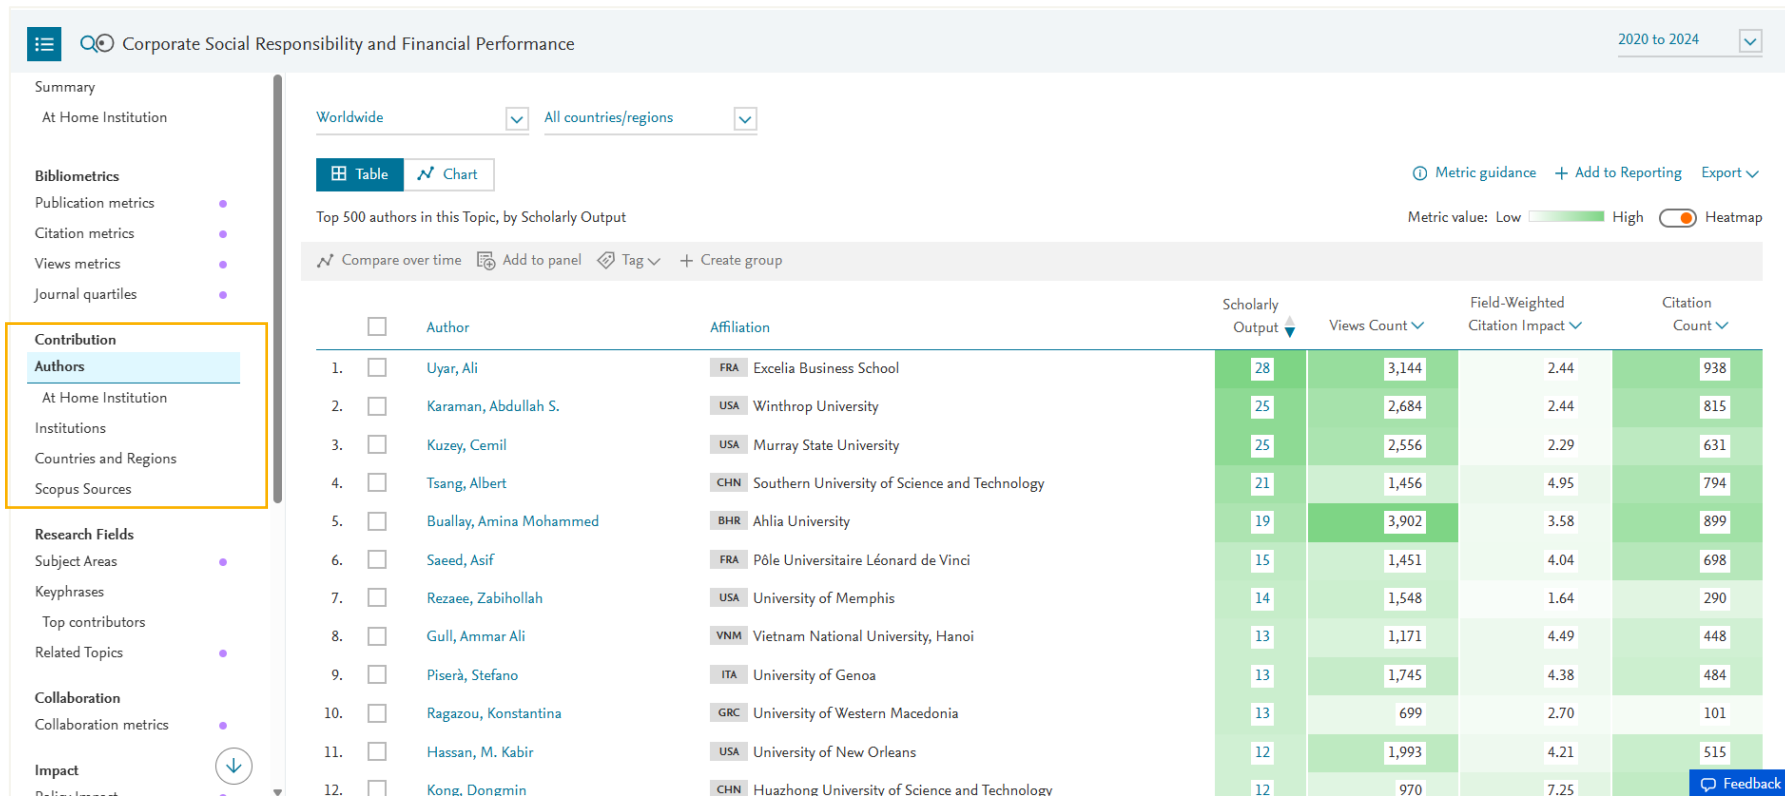 Corporate Social Responsibility and Financial Performance
2020 to 2024
Summary
At Home Institution
Bibliometrics
Publication metrics
Citation metrics
Views metrics
Journal quartiles
Contribution
Authors
At Home Institution
Institutions
Countries and Regions
Scopus Sources
Research Fields
Subject Areas
Keyphrases
Top contributors
Related Topics
Collaboration
Collaboration metrics
Impact
Policy Impact
Worldwide
All countries/regions
Table
Chart
Metric guidance
+ Add to Reporting
Export
Top 500 authors in this Topic, by Scholarly Output
Metric value: Low High Heatmap
Compare over time Add to panel Tag + Create group
Author Affiliation Scholarly Output Views Count Field-Weighted Citation Impact Citation Count
1. Uyar, Ali FRA Excelia Business School 28 3,144 2.44 938
2. Karaman, Abdullah S. USA Winthrop University 25 2,684 2.44 815
3. Kuzey, Cemil USA Murray State University 25 2,556 2.29 631
4. Tsang, Albert CHN Southern University of Science and Technology 21 1,456 4.95 794
5. Buallay, Amina Mohammed BHR Ahlia University 19 3,902 3.58 899
6. Saeed, Asif FRA Pôle Universitaire Léonard de Vinci 15 1,451 4.04 698
7. Rezaee, Zabihollah USA University of Memphis 14 1,548 1.64 290
8. Gull, Ammar Ali VNM Vietnam National University, Hanoi 13 1,171 4.49 448
9. Piserà, Stefano ITA University of Genoa 13 1,745 4.38 484
10. Ragazou, Konstantina GRC University of Western Macedonia 13 699 2.70 101
11. Hassan, M. Kabir USA University of New Orleans 12 1,993 4.21 515
12. Kong, Dongmin CHN Huazhong University of Science and Technology 12 970 7.25
Feedback